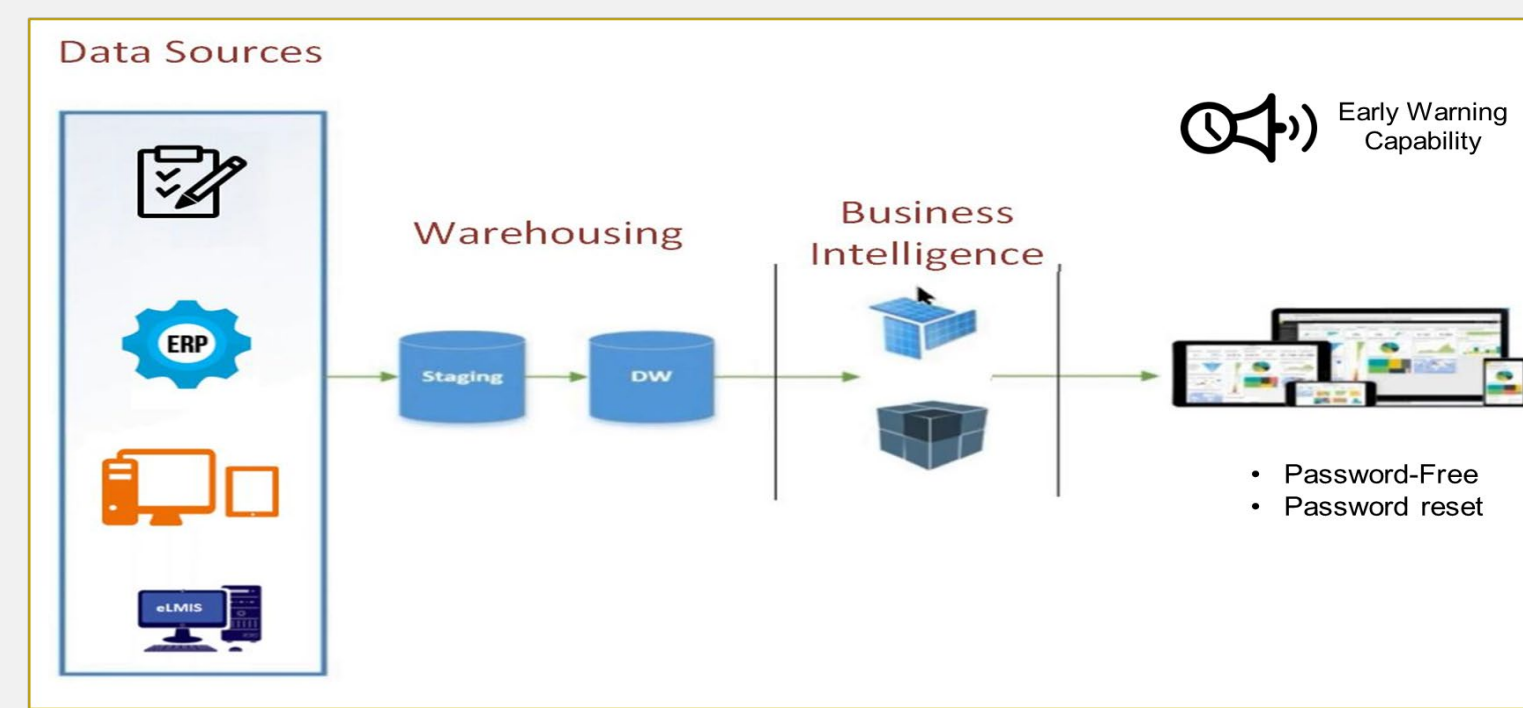 Data Sources
Early Warning
Capability
Warehousing
Business
Intelligence
ERP
Staging
DW
eLMIS
• Password-Free
• Password reset